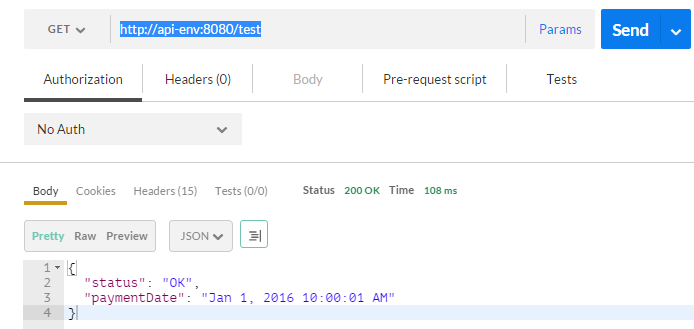 GET http://api-env:8080/test Params Send
Authorization Headers (0) Body Pre-request script Tests
No Auth
Body Cookies Headers (15) Tests (0/0) Status 200 OK Time 108 ms
Pretty Raw Preview JSON
1 {
2 "status": "OK",
3 "paymentDate": "Jan 1, 2016 10:00:01 AM"
4 }